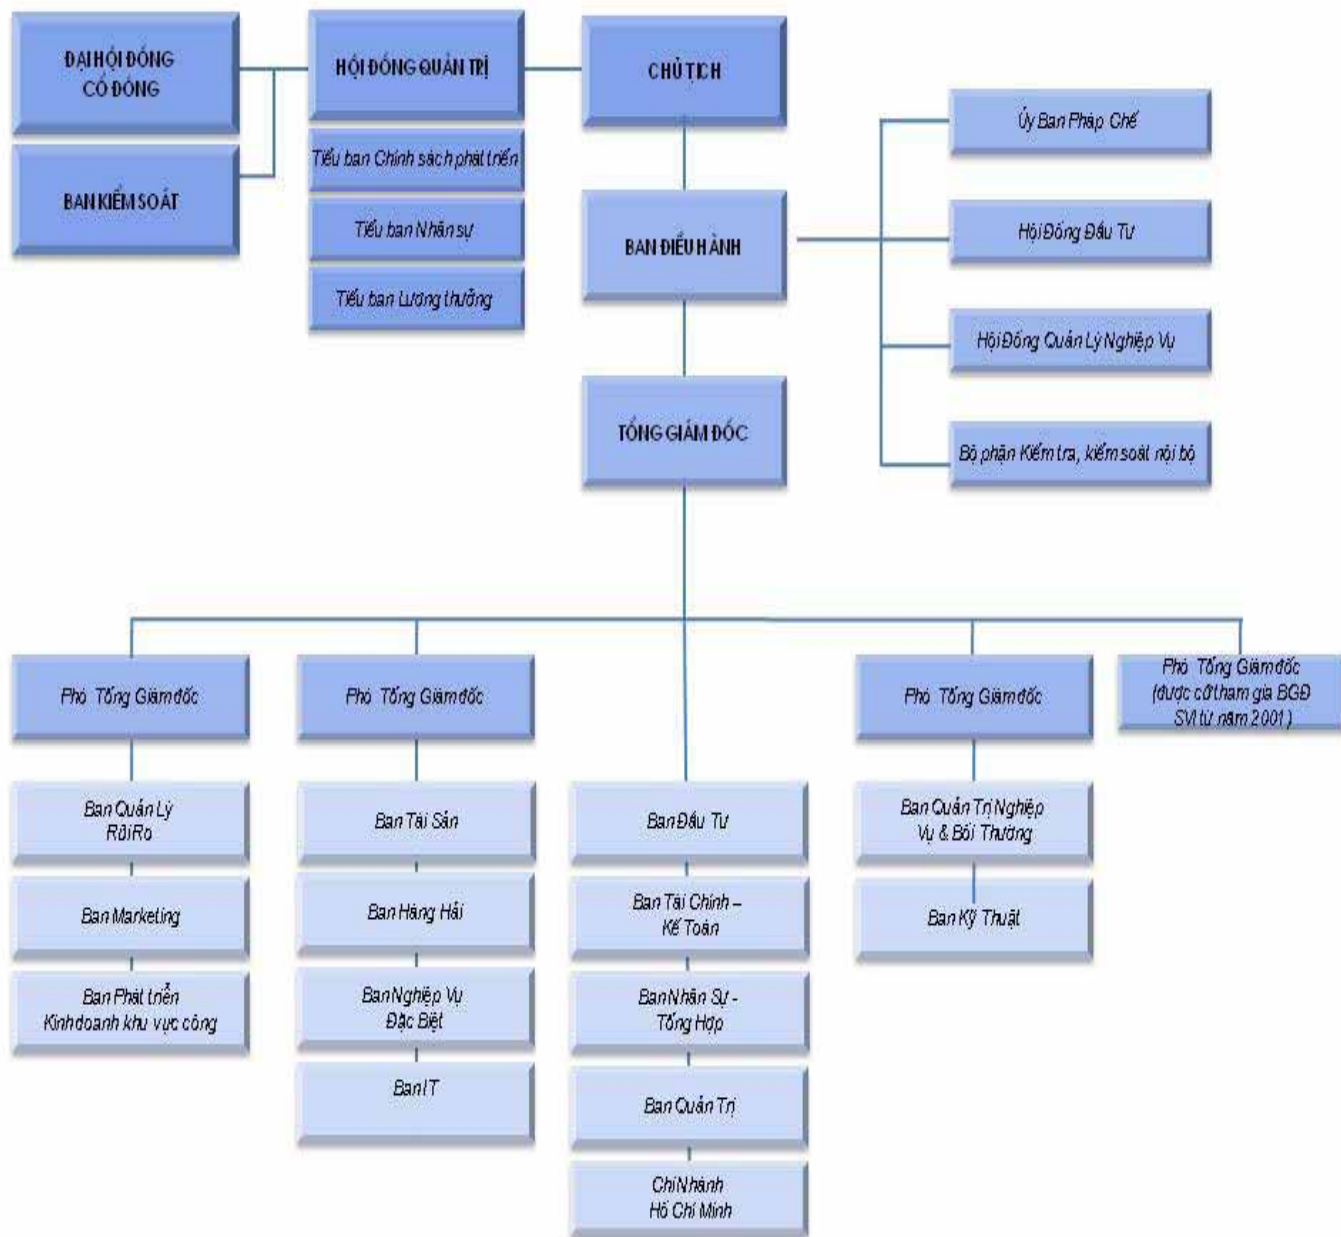 ĐẠI HỘI ĐỒNG
CỔ ĐÔNG
BAN KIỂM SOÁT
HỘI ĐỒNG QUẢN TRỊ
Tiểu ban Chính sách phát triển
Tiểu ban Nhân sự
Tiểu ban Lương thưởng
CHỦ TỊCH
BAN ĐIỀU HÀNH
TỔNG GIÁM ĐỐC
Ủy Ban Pháp Chế
Hội Đồng Đầu Tư
Hội Đồng Quản Lý Nghiệp Vụ
Bộ phận Kiểm tra, kiểm soát nội bộ
Phó Tổng Giám đốc
Ban Quản Lý
Rủi Ro
Ban Marketing
Ban Phát triển
Kinh doanh khu vực công
Phó Tổng Giám đốc
Ban Tài Sản
Ban Hàng Hải
Ban Nghiệp Vụ
Đặc Biệt
Ban IT
Ban Đầu Tư
Ban Tài Chính –
Kế Toán
Ban Nhân Sự -
Tổng Hợp
Ban Quản Trị
Chi Nhánh
Hồ Chí Minh
Phó Tổng Giám đốc
Ban Quản Trị Nghiệp
Vụ & Bồi Thường
Ban Kỹ Thuật
Phó Tổng Giám đốc
(được cử tham gia BGĐ
SVI từ năm 2001)